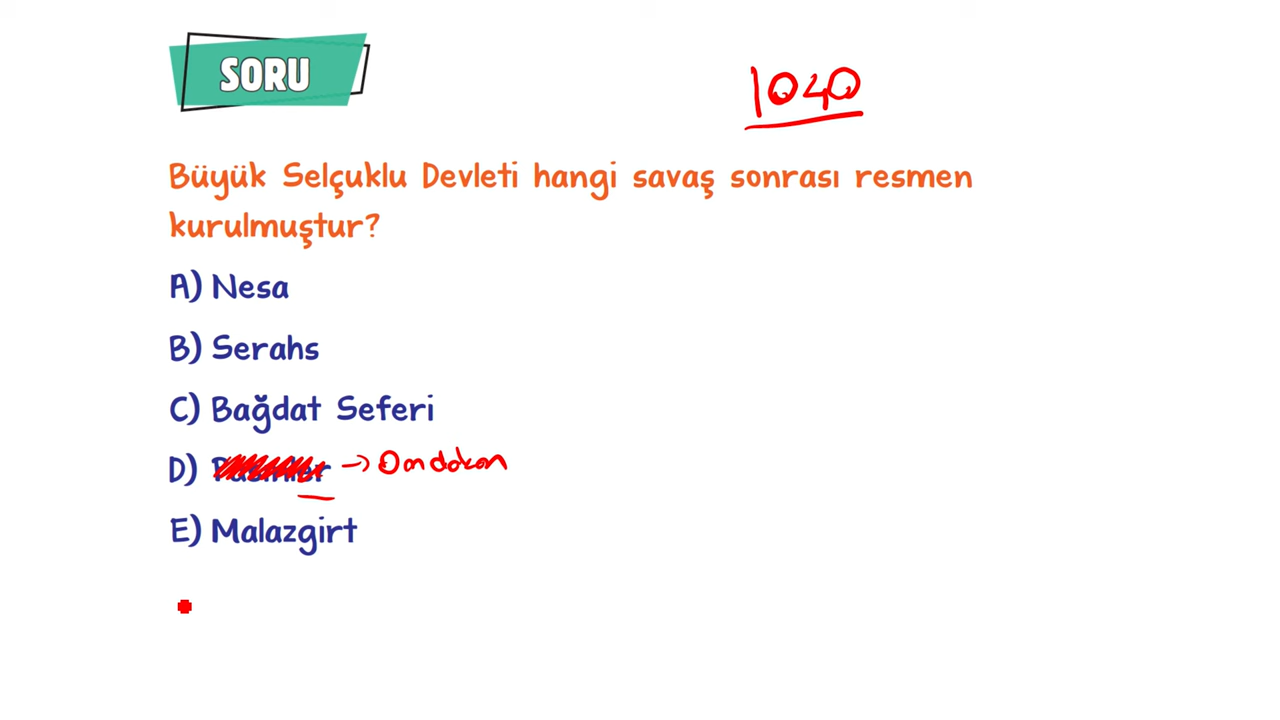 SORU
1040
Büyük Selçuklu Devleti hangi savaş sonrası resmen
kurulmuştur?
A) Nesa
B) Serahs
C) Bağdat Seferi
D) → Dandakan
E) Malazgirt